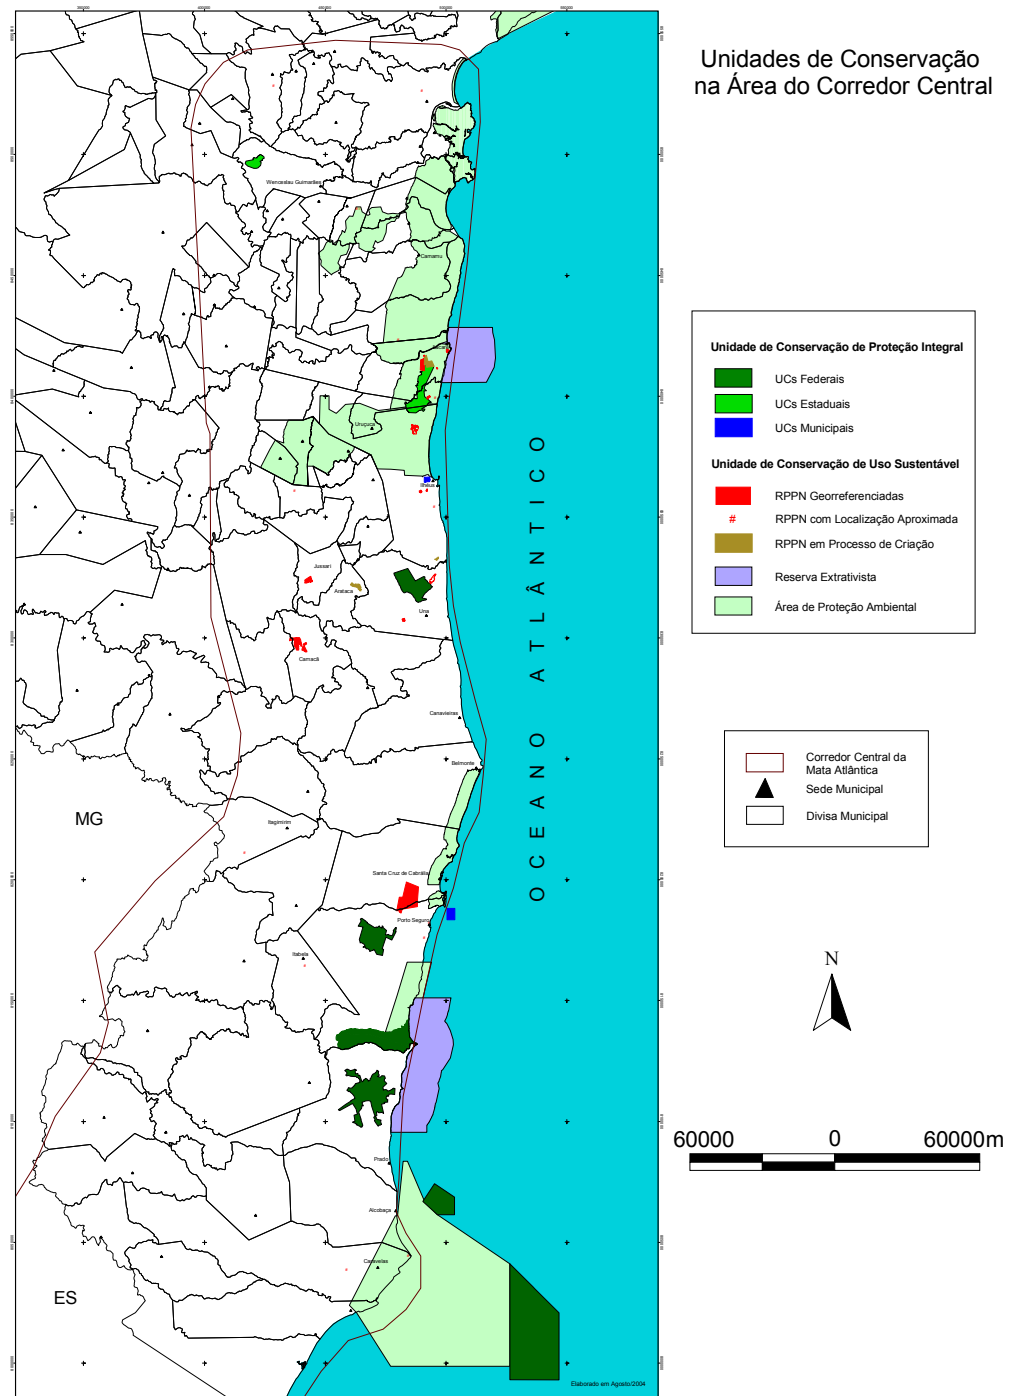 Unidades de Conservação
na Área do Corredor Central
Wenceslau Guimarães
Camamu
Uruçuca
Ilhéus
Jussari
Arataca
Una
Camacã
Canavieiras
Belmonte
MG
Itagimirim
Santa Cruz de Cabrália
Porto Seguro
Itabela
Prado
Alcobaça
Caravelas
ES
OCEANO ATLÂNTICO
Elaborado em Agosto/2004
Unidade de Conservação de Proteção Integral
UCs Federais
UCs Estaduais
UCs Municipais
Unidade de Conservação de Uso Sustentável
RPPN Georreferenciadas
# RPPN com Localização Aproximada
RPPN em Processo de Criação
Reserva Extrativista
Área de Proteção Ambiental
Corredor Central da
Mata Atlântica
Sede Municipal
Divisa Municipal
N
60000 0 60000m